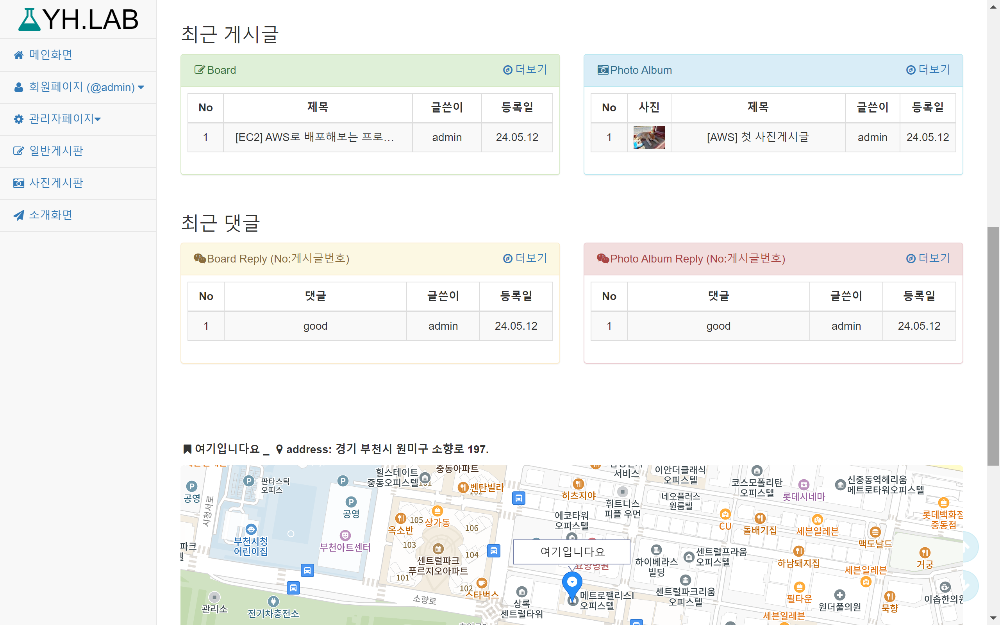 YH.LAB
메인화면
회원페이지 (@admin)
관리자페이지
일반게시판
사진게시판
소개화면
최근 게시글
Board
더보기
No 제목 글쓴이 등록일
1 [EC2] AWS로 배포해보는 프로… admin 24.05.12
Photo Album
더보기
No 사진 제목 글쓴이 등록일
1 [AWS] 첫 사진게시글 admin 24.05.12
최근 댓글
Board Reply (No:게시글번호)
더보기
No 댓글 글쓴이 등록일
1 good admin 24.05.12
Photo Album Reply (No:게시글번호)
더보기
No 댓글 글쓴이 등록일
1 good admin 24.05.12
여기입니다요 _ address: 경기 부천시 원미구 소향로 197.
공영
판타스틱
오피스
시청서로
공영
부천시청
어린이집
부천아트센터
파크
관리소
전기차충전소
힐스테이트
중동오피스텔
중동아파트
벤탄빌라
옥소반
105
상가동
106
103
104
센트럴파크
푸르지오아파트
101
102
스타벅스
소향로
히츠지야
서비스
휘트니스
피플 우먼
이안더클래식
오피스텔
네오플러스
원룸텔
에코타워
오피스텔
여기입니다요
요양병원
메트로팰리스I
오피스텔
상록
센트럴타워
하이베라스
빌딩
센트럴프라움
오피스텔
센트럴파크리움
오피스텔
코스모폴리탄
오피스텔
롯데시네마
신중동역헤리움
메트로타워오피스텔
CU
돌배기집
세븐일레븐
롯데백화점
중동점
맥도날드
하남돼지집
세븐일레븐
거궁
필타운
원더풀의원
묵향
이솝한의원
세븐일레븐